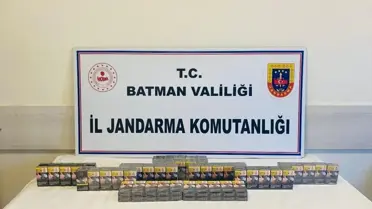 T.C.
BATMAN VALİLİĞİ
İL JANDARMA KOMUTANLIĞI